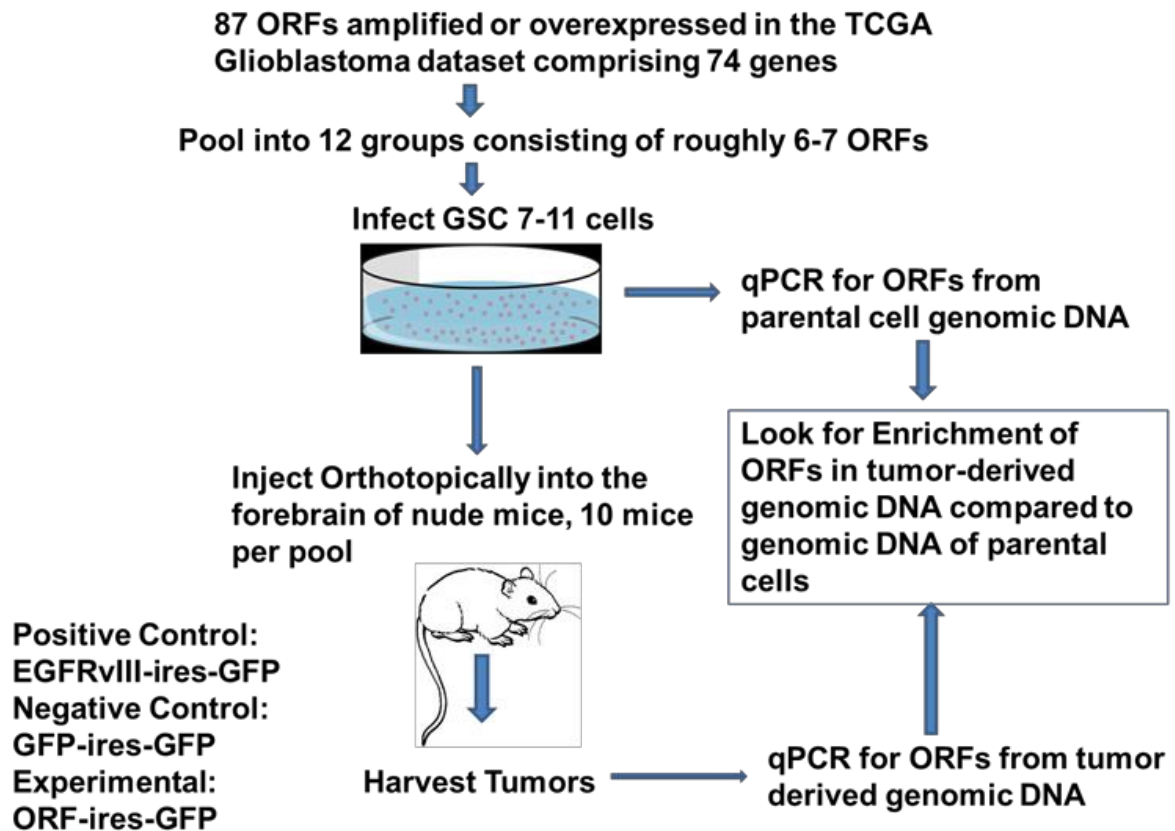 87 ORFs amplified or overexpressed in the TCGA
Glioblastoma dataset comprising 74 genes
Pool into 12 groups consisting of roughly 6-7 ORFs
Infect GSC 7-11 cells
qPCR for ORFs from
parental cell genomic DNA
Look for Enrichment of
ORFs in tumor-derived
genomic DNA compared to
genomic DNA of parental
cells
Inject Orthotopically into the
forebrain of nude mice, 10 mice
per pool
Positive Control:
EGFRvIII-ires-GFP
Negative Control:
GFP-ires-GFP
Experimental:
ORF-ires-GFP
Harvest Tumors
qPCR for ORFs from tumor
derived genomic DNA